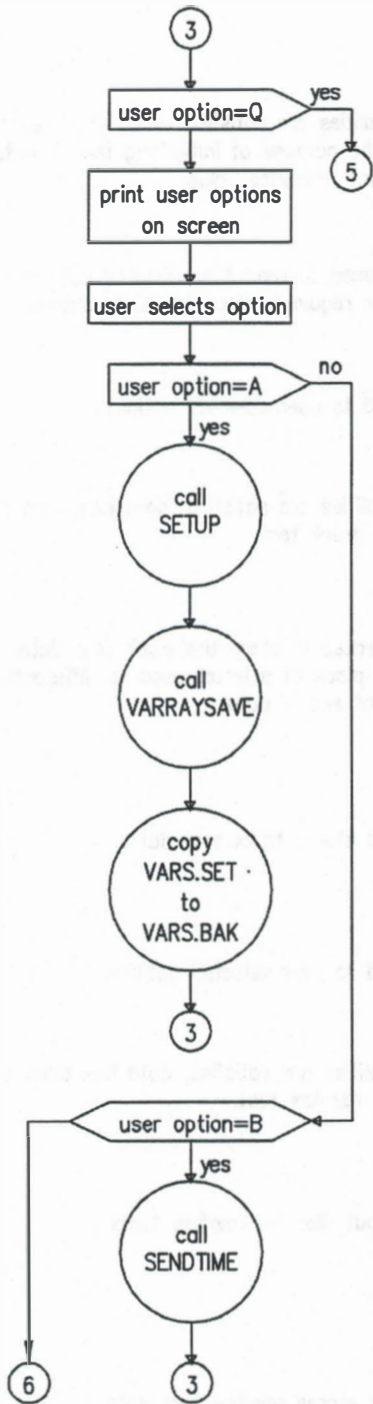 3
user option=Q
yes
5
print user options
on screen
user selects option
user option=A
no
yes
call
SETUP
call
VARRAYSAVE
copy
VARS.SET
to
VARS.BAK
3
user option=B
yes
call
SENDTIME
6
3